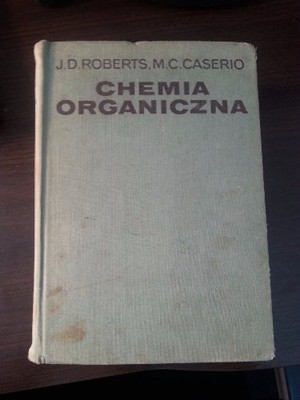 J.D. ROBERTS, M.C. CASERIO
CHEMIA
ORGANICZNA